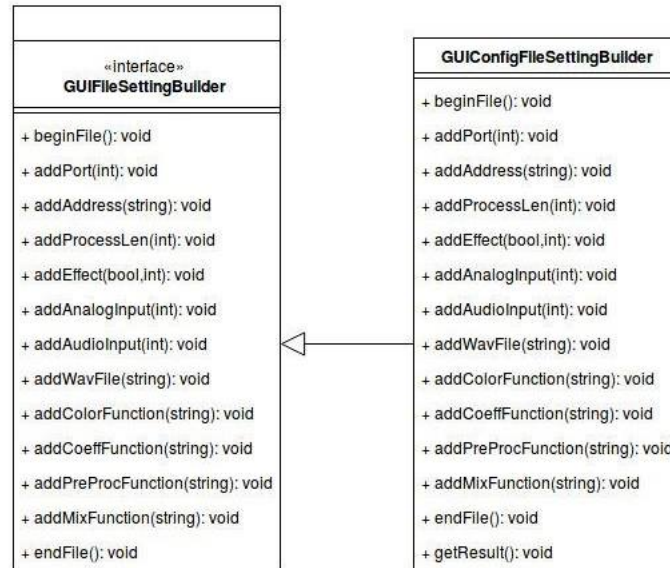 «interface»
GUIFileSettingBuilder
+ beginFile(): void
+ addPort(int): void
+ addAddress(string): void
+ addProcessLen(int): void
+ addEffect(bool,int): void
+ addAnalogInput(int): void
+ addAudioInput(int): void
+ addWavFile(string): void
+ addColorFunction(string): void
+ addCoeffFunction(string): void
+ addPreProcFunction(string): void
+ addMixFunction(string): void
+ endFile(): void
GUIConfigFileSettingBuilder
+ beginFile(): void
+ addPort(int): void
+ addAddress(string): void
+ addProcessLen(int): void
+ addEffect(bool,int): void
+ addAnalogInput(int): void
+ addAudioInput(int): void
+ addWavFile(string): void
+ addColorFunction(string): void
+ addCoeffFunction(string): void
+ addPreProcFunction(string): void
+ addMixFunction(string): void
+ endFile(): void
+ getResult(): void